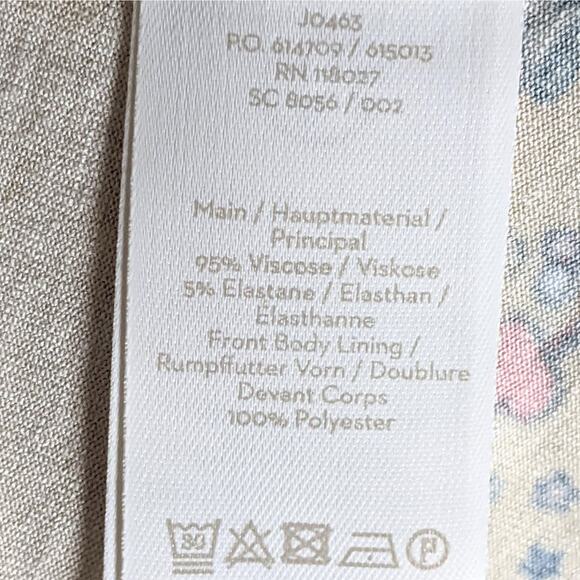 J0463
P.O. 614709 / 615013
RN 118027
SC 8056 / 002
Main / Hauptmaterial /
Principal
95% Viscose / Viskose
5% Elastane / Elasthan /
Elasthanne
Front Body Lining /
Rumpffutter Vorn / Doublure
Devant Corps
100% Polyester
30
P